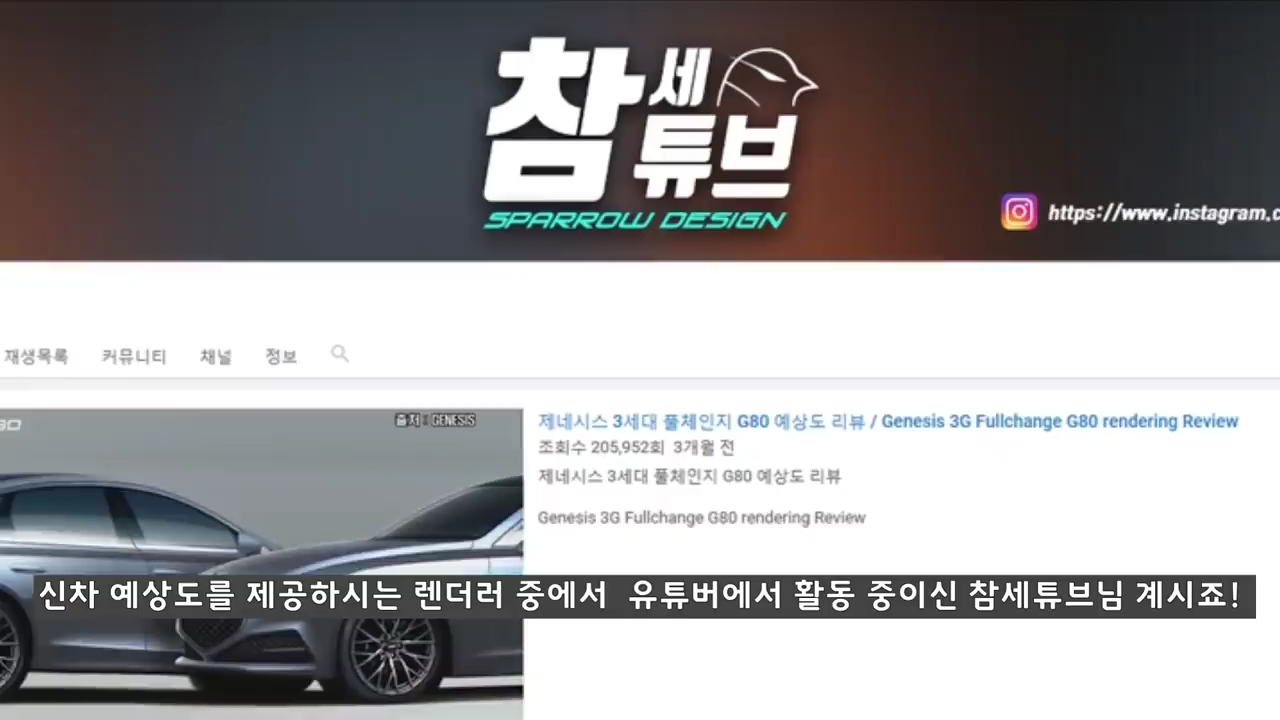 참세튜브
SPARROW DESIGN
https://www.instagram.c
재생목록 커뮤니티 채널 정보
출처 : GENESIS
제네시스 3세대 풀체인지 G80 예상도 리뷰 / Genesis 3G Fullchange G80 rendering Review
조회수 205,952회 3개월 전
제네시스 3세대 풀체인지 G80 예상도 리뷰
Genesis 3G Fullchange G80 rendering Review
신차 예상도를 제공하시는 렌더러 중에서 유튜버에서 활동 중이신 참세튜브님 계시죠!